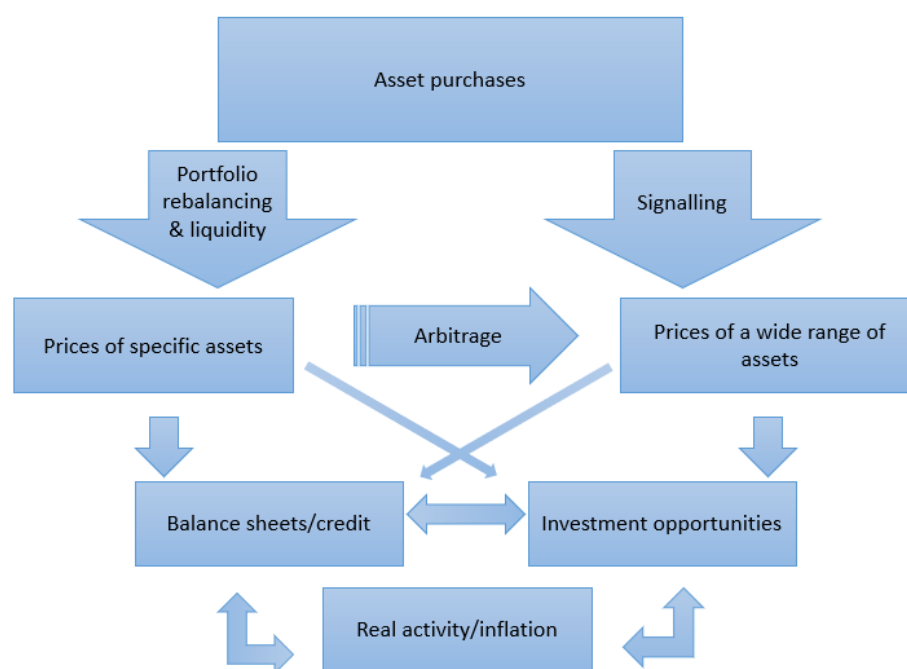 Asset purchases
Portfolio
rebalancing
& liquidity
Signalling
Prices of specific assets
Arbitrage
Prices of a wide range of
assets
Balance sheets/credit
Investment opportunities
Real activity/inflation